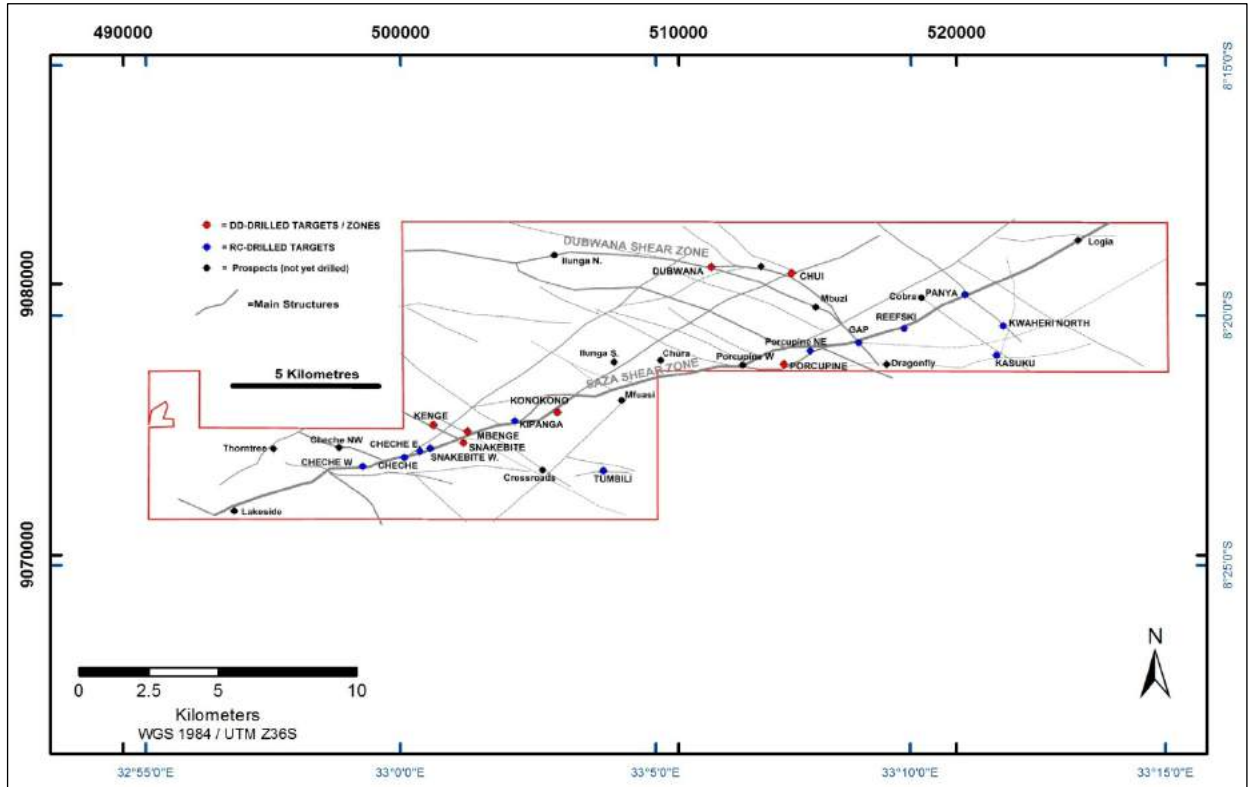 490000
500000
510000
520000
8°15'0"S
= DD-DRILLED TARGETS / ZONES
= RC-DRILLED TARGETS
= Prospects (not yet drilled)
=Main Structures
5 Kilometres
DUBWANA SHEAR ZONE
Ilunga N.
DUBWANA
CHUI
Logia
9080000
Mbuzi
Cobra
PANYA
REEFSKI
KWAHERI NORTH
8°20'0"S
GAP
Porcupine NE
Ilunga S.
Chura
Porcupine W
PORCUPINE
Dragonfly
KASUKU
SAZA SHEAR ZONE
Mfuasi
KONOKONO
KENGE
KIPANGA
MBENGE
SNAKEBITE
Cheche NW
CHECHE E.
Thorntree
SNAKEBITE W.
CHECHE W
CHECHE
Crossroads
TUMBILI
Lakeside
9070000
8°25'0"S
N
0
2.5
5
10
Kilometers
WGS 1984 / UTM Z36S
32°55'0"E
33°0'0"E
33°5'0"E
33°10'0"E
33°15'0"E